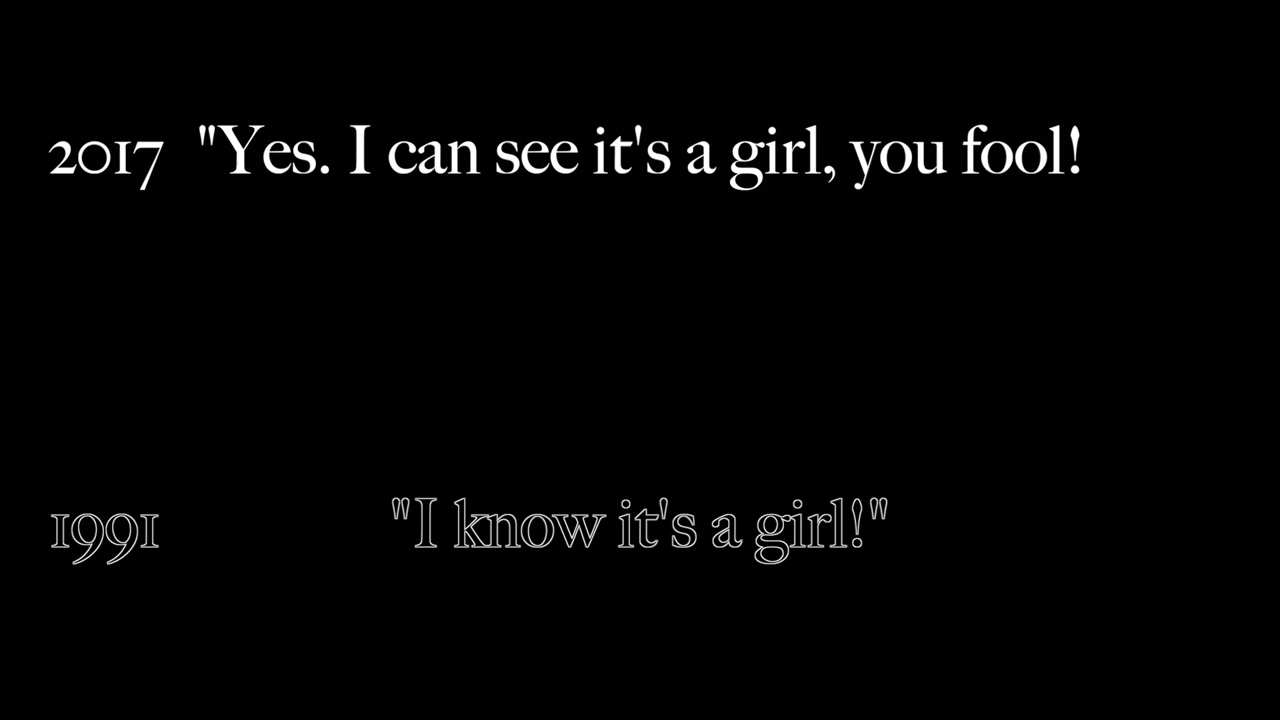 2017 "Yes. I can see it's a girl, you fool!
1991 "I know it's a girl!"